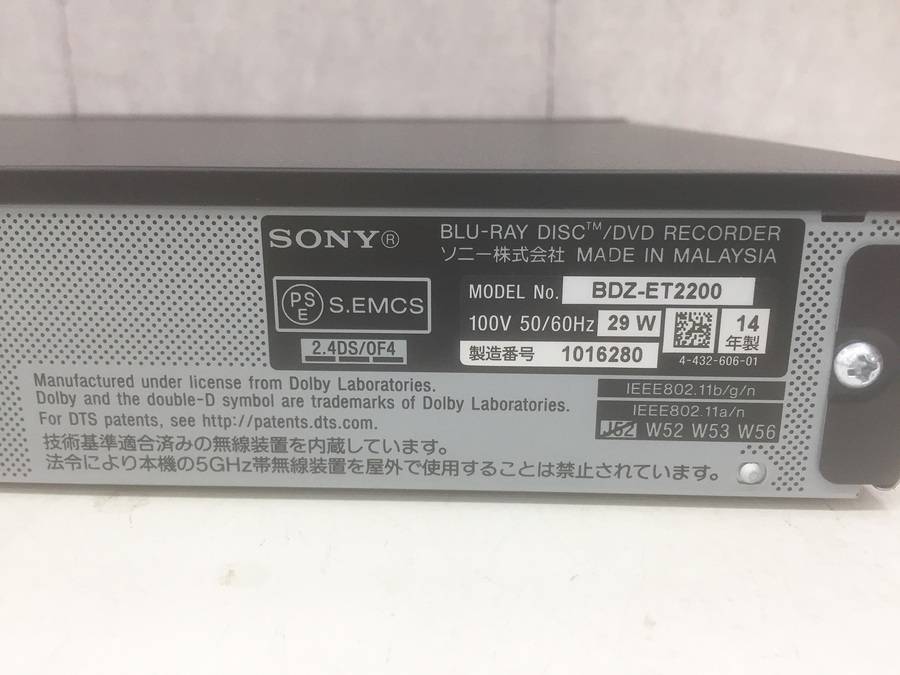 SONY®
BLU-RAY DISC™/DVD RECORDER
ソニー株式会社 MADE IN MALAYSIA
PSE S.EMCS
MODEL No. BDZ-ET2200
100V 50/60Hz 29 W
14年製
2.4DS/OF4
製造番号 1016280
4-432-606-01
Manufactured under license from Dolby Laboratories.
Dolby and the double-D symbol are trademarks of Dolby Laboratories.
For DTS patents, see http://patents.dts.com.
技術基準適合済みの無線装置を内蔵しています。
法令により本機の5GHz帯無線装置を屋外で使用することは禁止されています。
IEEE802.11b/g/n
IEEE802.11a/n
J52 W52 W53 W56